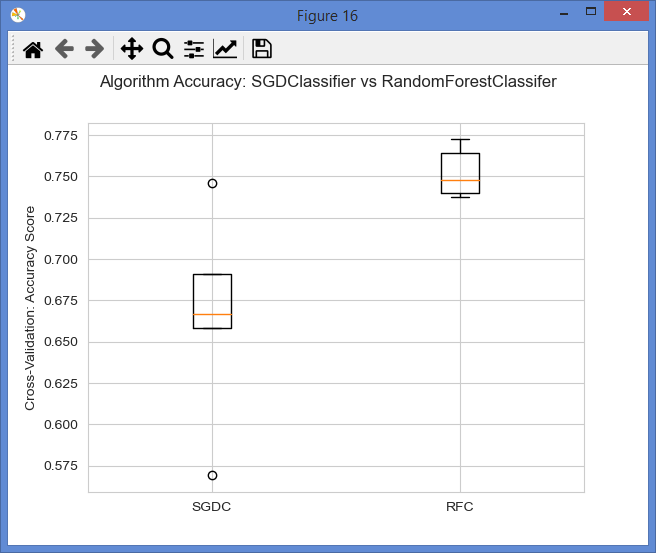 Figure 16
Algorithm Accuracy: SGDClassifier vs RandomForestClassifer
Cross-Validation: Accuracy Score
0.775
0.750
0.725
0.700
0.675
0.650
0.625
0.600
0.575
SGDC
RFC